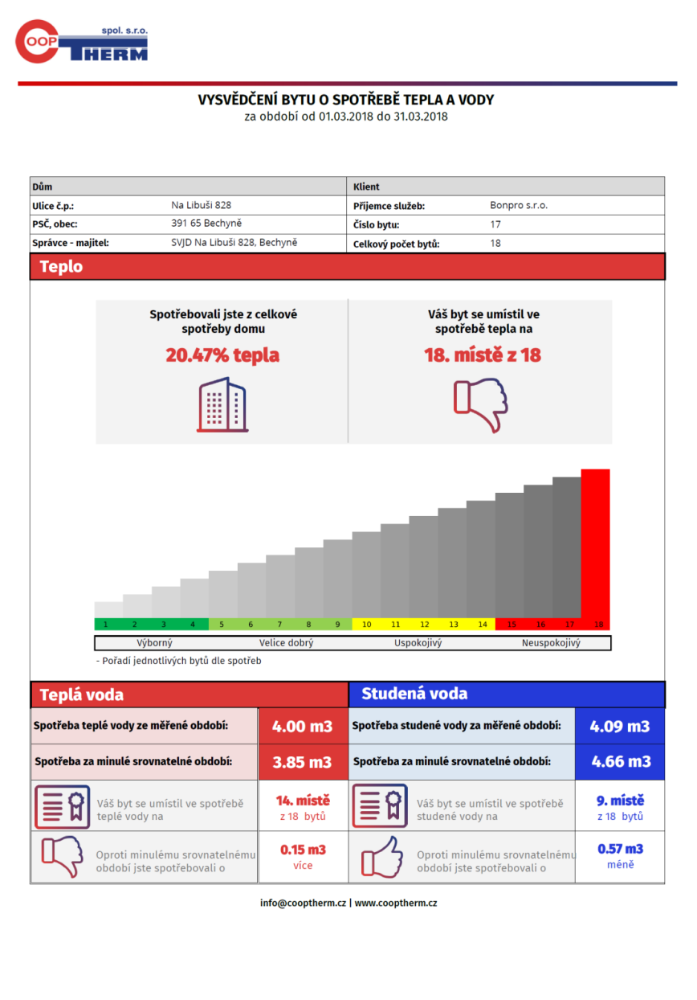 spol. s.r.o.
COOP THERM
VYSVĚDČENÍ BYTU O SPOTŘEBĚ TEPLA A VODY
za období od 01.03.2018 do 31.03.2018
Dům Klient
Ulice č.p.: Na Libuši 828 Příjemce služeb: Bonpro s.r.o.
PSČ, obec: 391 65 Bechyně Číslo bytu: 17
Správce - majitel: SVJD Na Libuši 828, Bechyně Celkový počet bytů: 18
Teplo
Spotřebovali jste z celkové
spotřeby domu
20.47% tepla
Váš byt se umístil ve
spotřebě tepla na
18. místě z 18
1 2 3 4 5 6 7 8 9 10 11 12 13 14 15 16 17 18
Výborný Velice dobrý Uspokojivý Neuspokojivý
- Pořadí jednotlivých bytů dle spotřeb
Teplá voda Studená voda
Spotřeba teplé vody ze měřené období: 4.00 m3 Spotřeba studené vody za měřené období: 4.09 m3
Spotřeba za minulé srovnatelné období: 3.85 m3 Spotřeba za minulé srovnatelné období: 4.66 m3
Váš byt se umístil ve spotřebě
teplé vody na
14. místě
z 18 bytů
Váš byt se umístil ve spotřebě
studené vody na
9. místě
z 18 bytů
Oproti minulému srovnatelnému
období jste spotřebovali o
0.15 m3
více
Oproti minulému srovnatelnému
období jste spotřebovali o
0.57 m3
méně
info@cooptherm.cz | www.cooptherm.cz